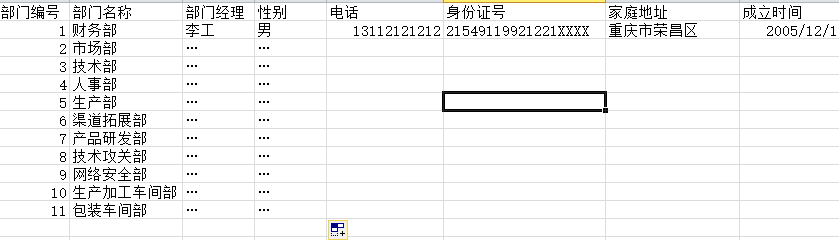 部门编号 部门名称 部门经理 性别 电话 身份证号 家庭地址 成立时间
1 财务部 李工 男 13112121212 21549119921221XXXX 重庆市荣昌区 2005/12/1
2 市场部 … …
3 技术部 … …
4 人事部 … …
5 生产部 … …
6 渠道拓展部 … …
7 产品研发部 … …
8 技术攻关部 … …
9 网络安全部 … …
10 生产加工车间部 … …
11 包装车间部 … …